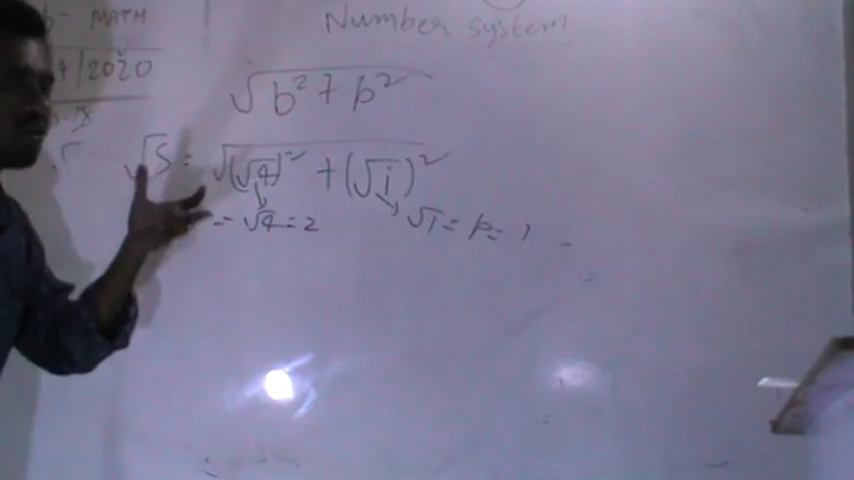 MATH
Number system
4/2020
√b² + p²
√5 = √(√4)² + (√1)²
= √4 = 2
√1 = p = 1